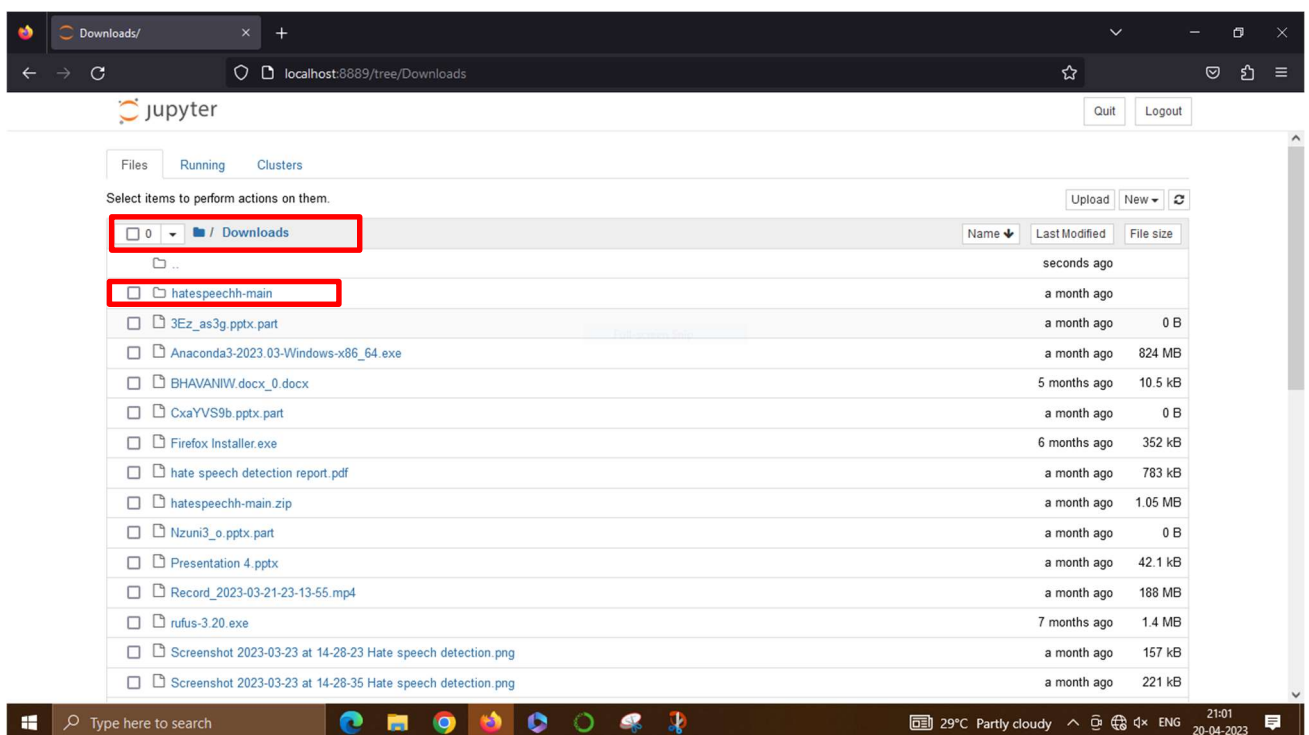 Downloads/
localhost:8889/tree/Downloads
jupyter
Quit Logout
Files Running Clusters
Select items to perform actions on them.
Upload New
0 / Downloads Name Last Modified File size
.. seconds ago
hatespeechh-main a month ago
3Ez_as3g.pptx.part a month ago 0 B
Anaconda3-2023.03-Windows-x86_64.exe a month ago 824 MB
BHAVANIW.docx_0.docx 5 months ago 10.5 kB
CxaYVS9b.pptx.part a month ago 0 B
Firefox Installer.exe 6 months ago 352 kB
hate speech detection report.pdf a month ago 783 kB
hatespeechh-main.zip a month ago 1.05 MB
Nzuni3_o.pptx.part a month ago 0 B
Presentation 4.pptx a month ago 42.1 kB
Record_2023-03-21-23-13-55.mp4 a month ago 188 MB
rufus-3.20.exe 7 months ago 1.4 MB
Screenshot 2023-03-23 at 14-28-23 Hate speech detection.png a month ago 157 kB
Screenshot 2023-03-23 at 14-28-35 Hate speech detection.png a month ago 221 kB
Type here to search 29°C Partly cloudy ENG 21:01
20-04-2023